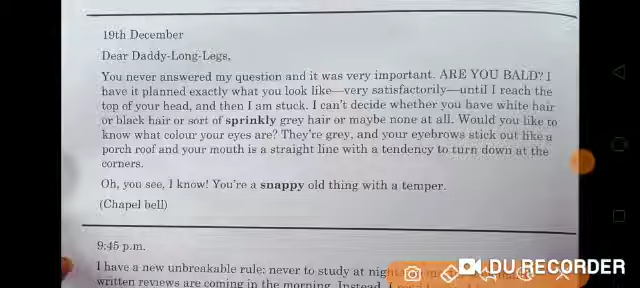 19th December
Dear Daddy-Long-Legs,
You never answered my question and it was very important. ARE YOU BALD? I
have it planned exactly what you look like—very satisfactorily—until I reach the
top of your head, and then I am stuck. I can't decide whether you have white hair
or black hair or sort of sprinkly grey hair or maybe none at all. Would you like to
know what colour your eyes are? They're grey, and your eyebrows stick out like a
porch roof and your mouth is a straight line with a tendency to turn down at the
corners.
Oh, you see, I know! You're a snappy old thing with a temper.
(Chapel bell)
9:45 p.m.
I have a new unbreakable rule: never to study at
written reviews are coming in the morning. Instead, I
DU RECORDER